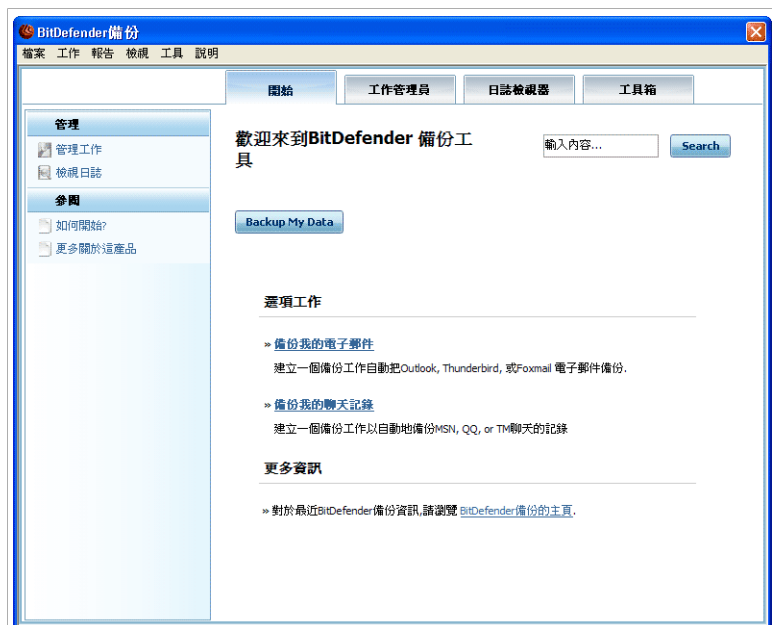 BitDefender備份
檔案 工作 報告 檢視 工具 說明
開始 工作管理員 日誌檢視器 工具箱
管理
管理工作
檢視日誌
參閱
如何開始?
更多關於這產品
歡迎來到BitDefender 備份工
具
輸入內容... Search
Backup My Data
選項工作
» 備份我的電子郵件
建立一個備份工作自動把Outlook, Thunderbird, 或Foxmail 電子郵件備份.
» 備份我的聊天記錄
建立一個備份工作以自動地備份MSN, QQ, or TM聊天的記錄
更多資訊
» 對於最近BitDefender備份資訊,請瀏覽 BitDefender備份的主頁.